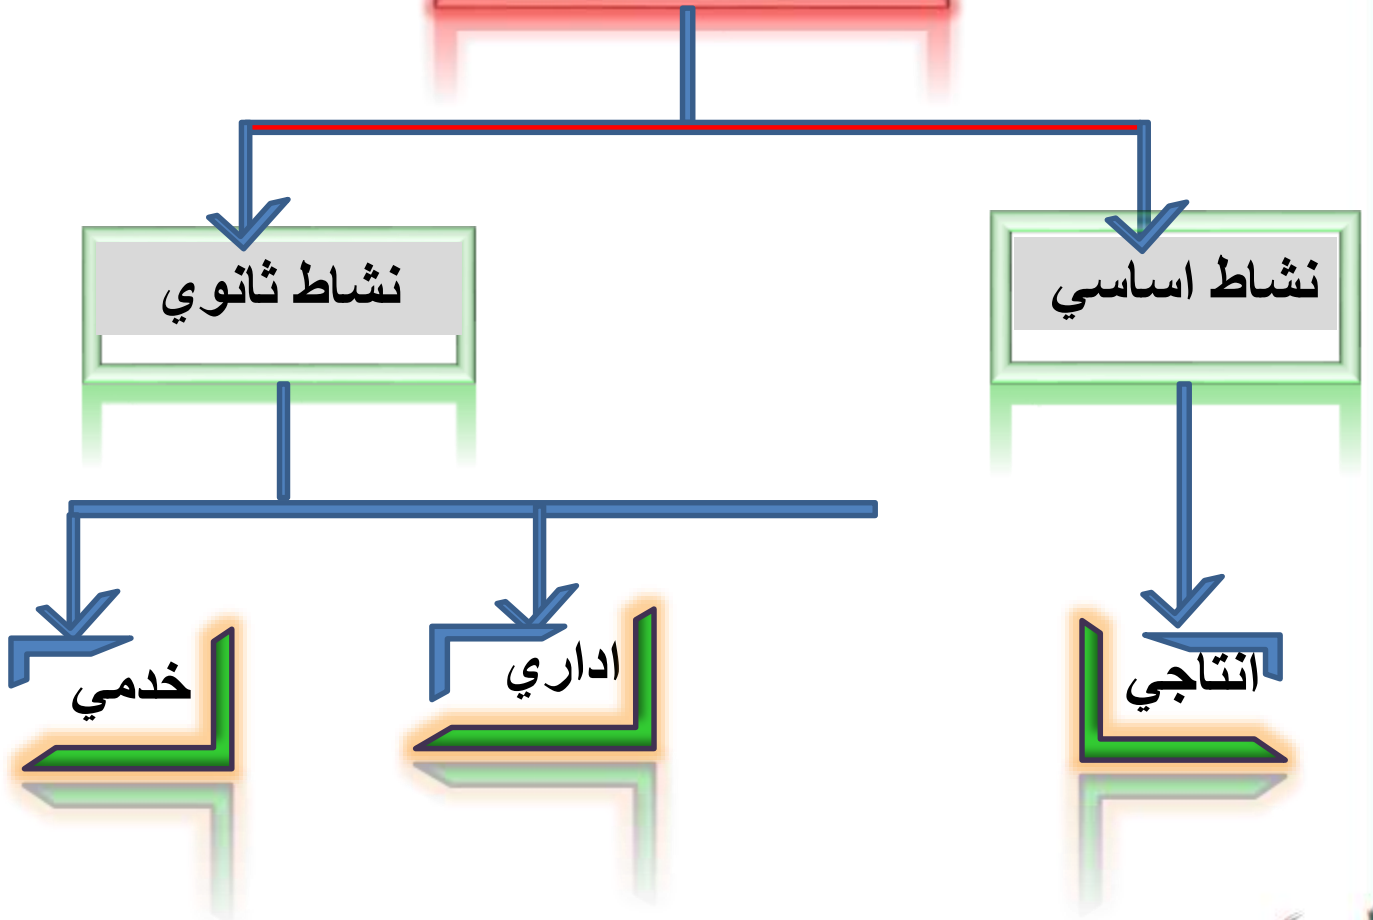 نشاط اساسي
نشاط ثانوي
انتاجي
اداري
خدمي